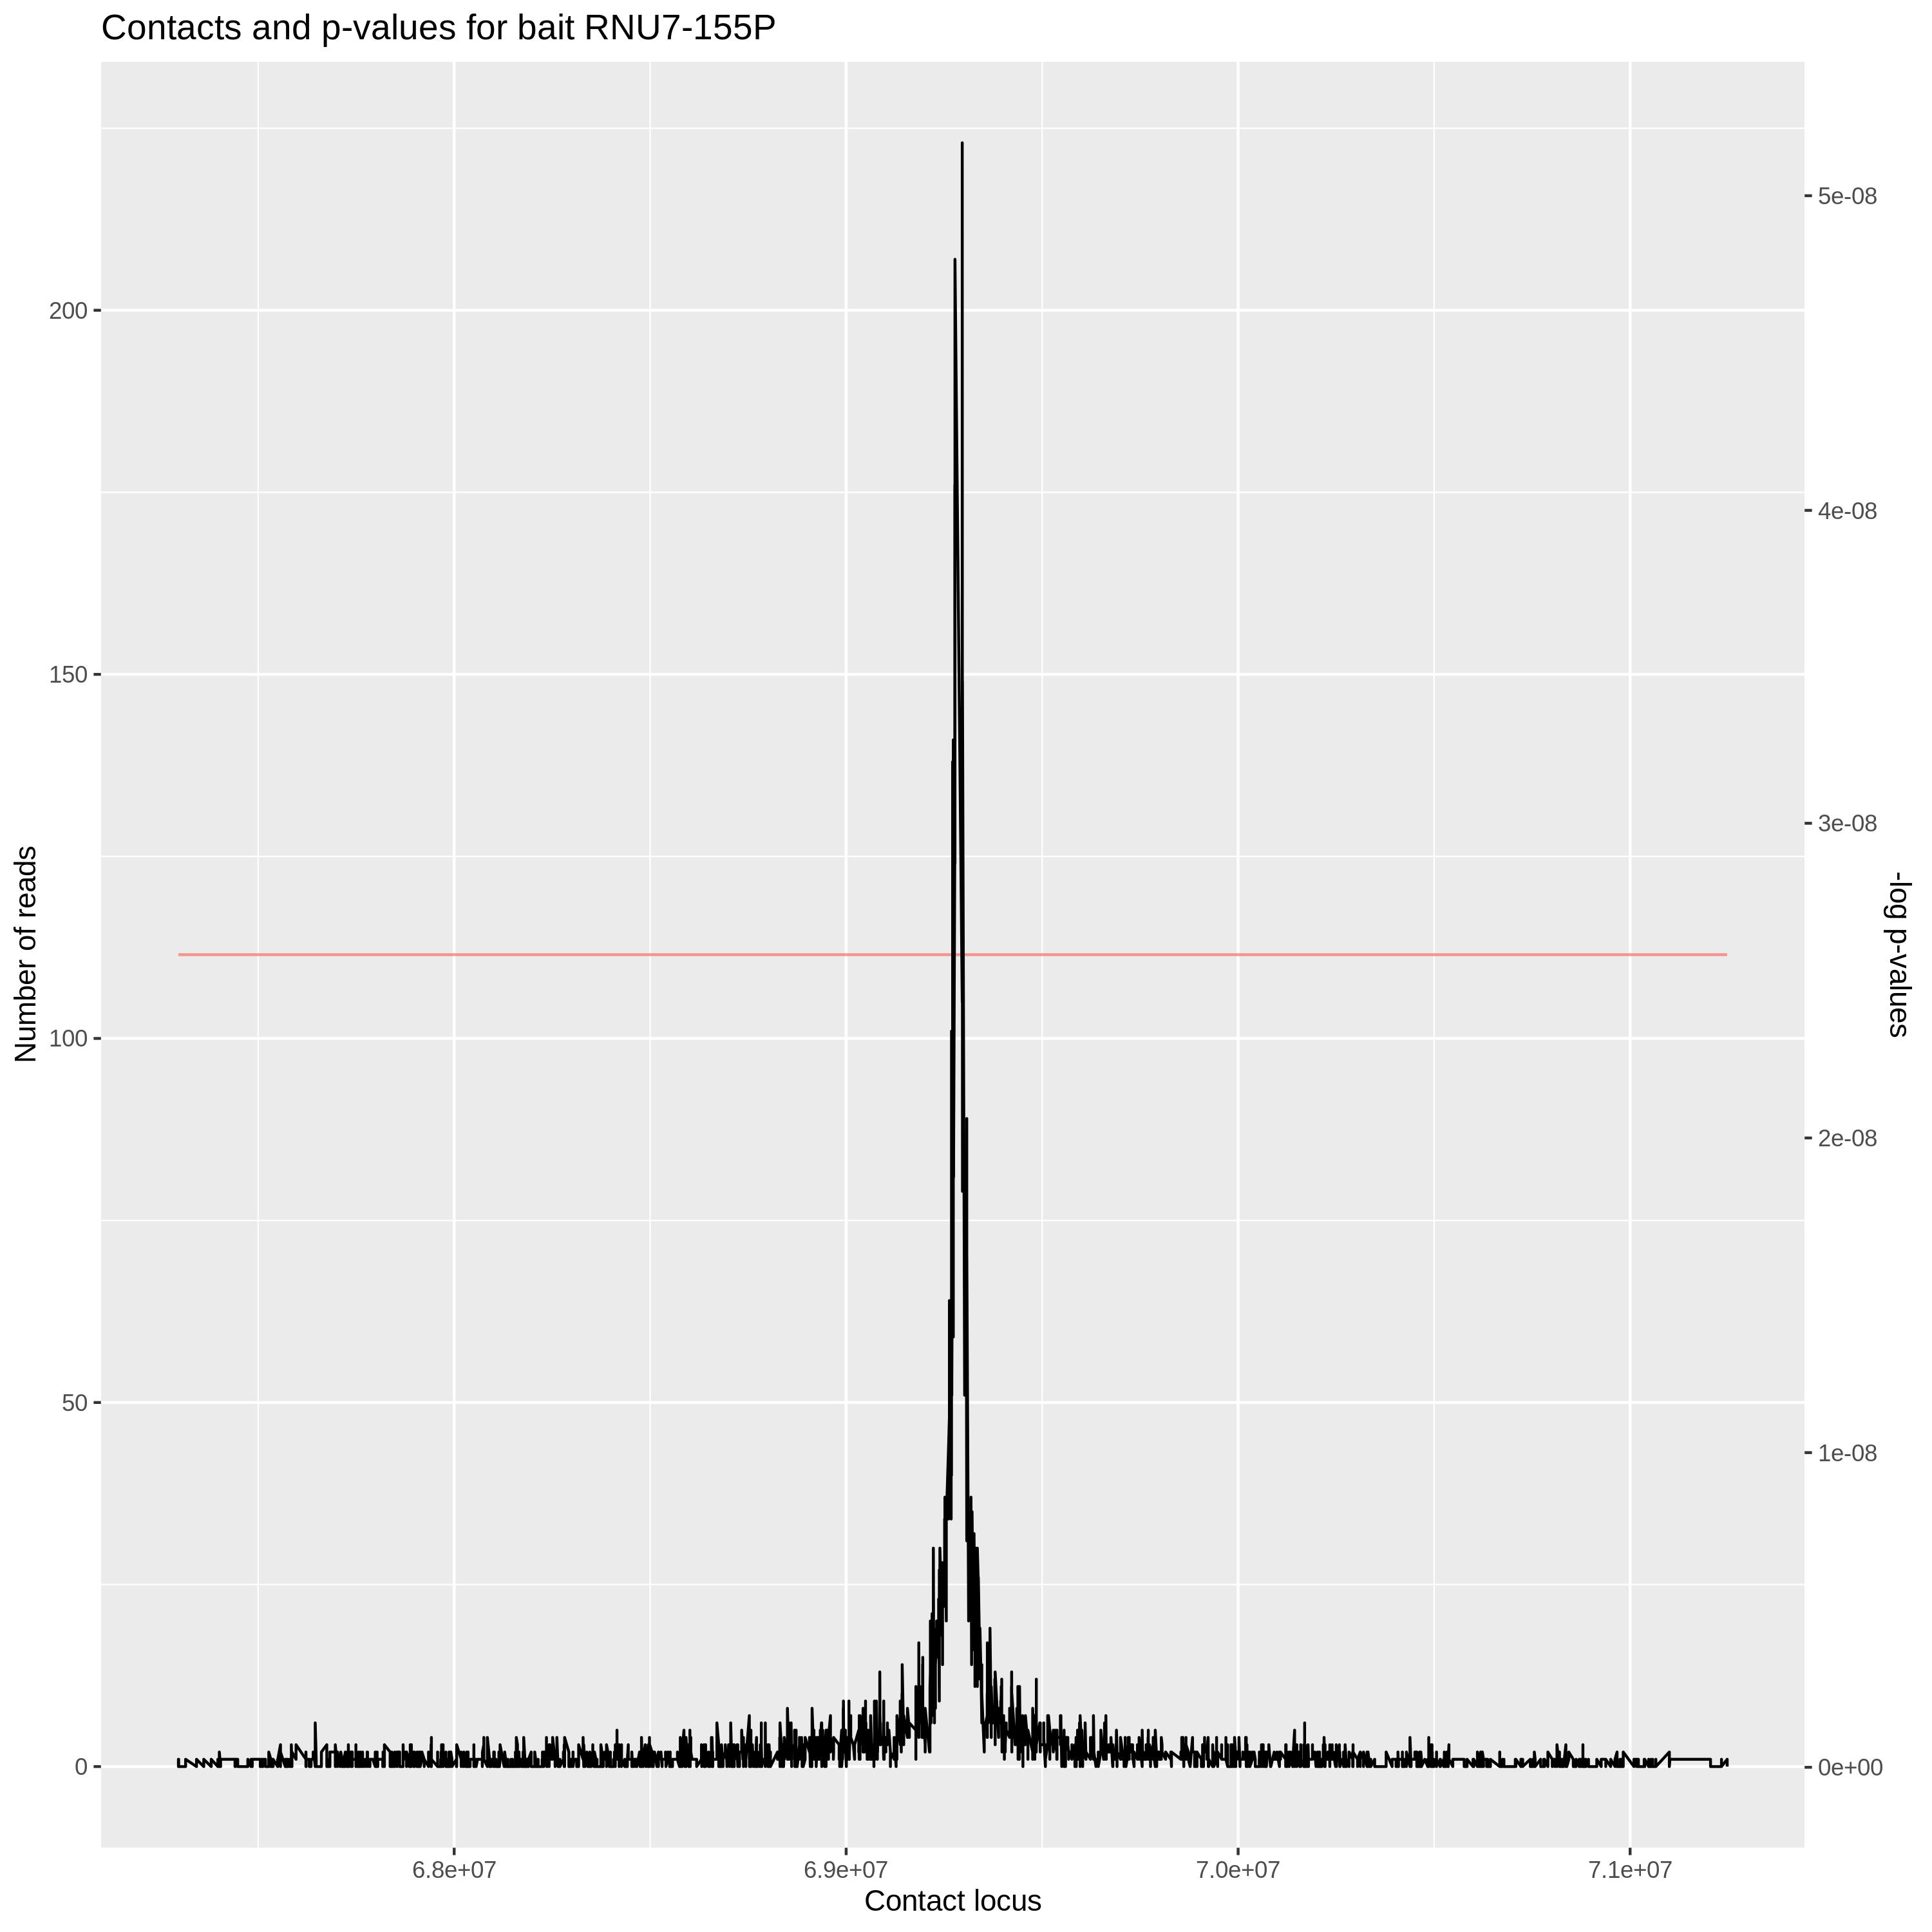 Contacts and p-values for bait RNU7-155P
Number of reads
200
150
100
50
0
5e-08
4e-08
3e-08
2e-08
1e-08
0e+00
-log p-values
6.8e+07
6.9e+07
7.0e+07
7.1e+07
Contact locus